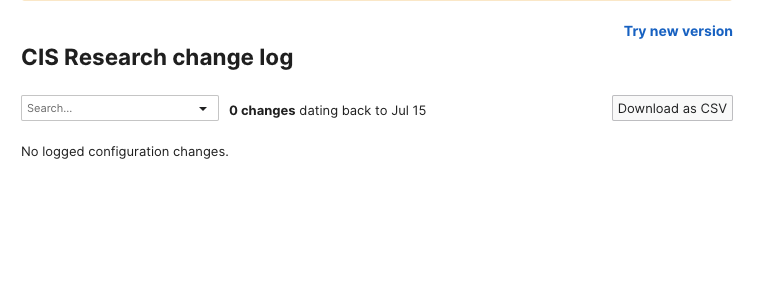 Try new version
CIS Research change log
Search...
0 changes dating back to Jul 15
Download as CSV
No logged configuration changes.